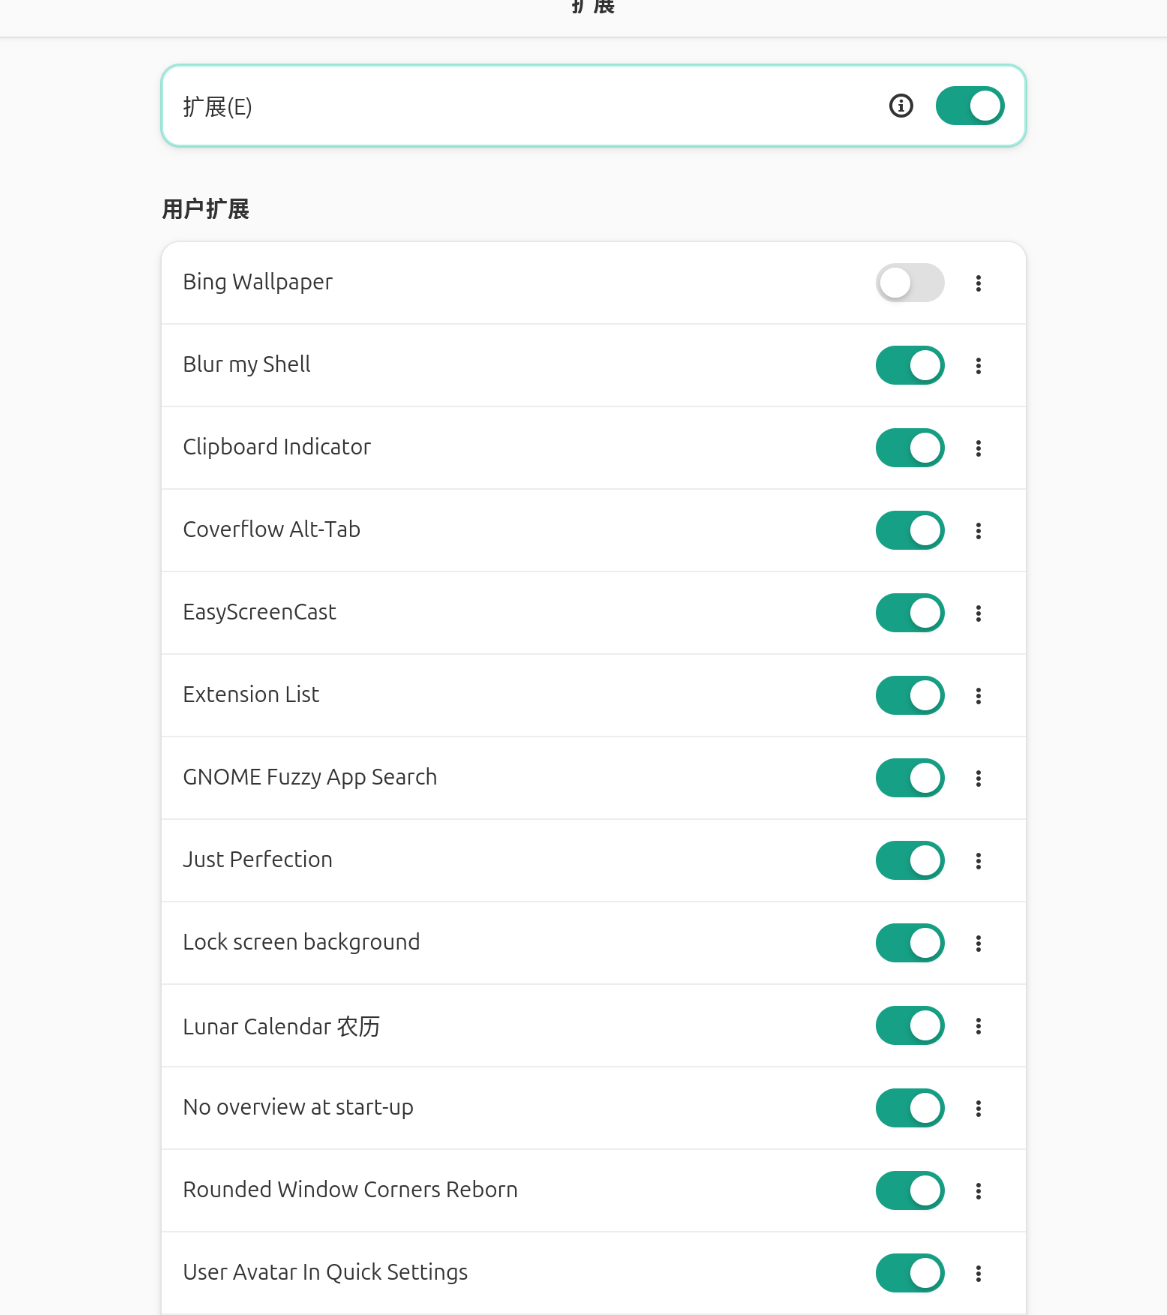 扩展
扩展(E)
用户扩展
Bing Wallpaper
Blur my Shell
Clipboard Indicator
Coverflow Alt-Tab
EasyScreenCast
Extension List
GNOME Fuzzy App Search
Just Perfection
Lock screen background
Lunar Calendar 农历
No overview at start-up
Rounded Window Corners Reborn
User Avatar In Quick Settings